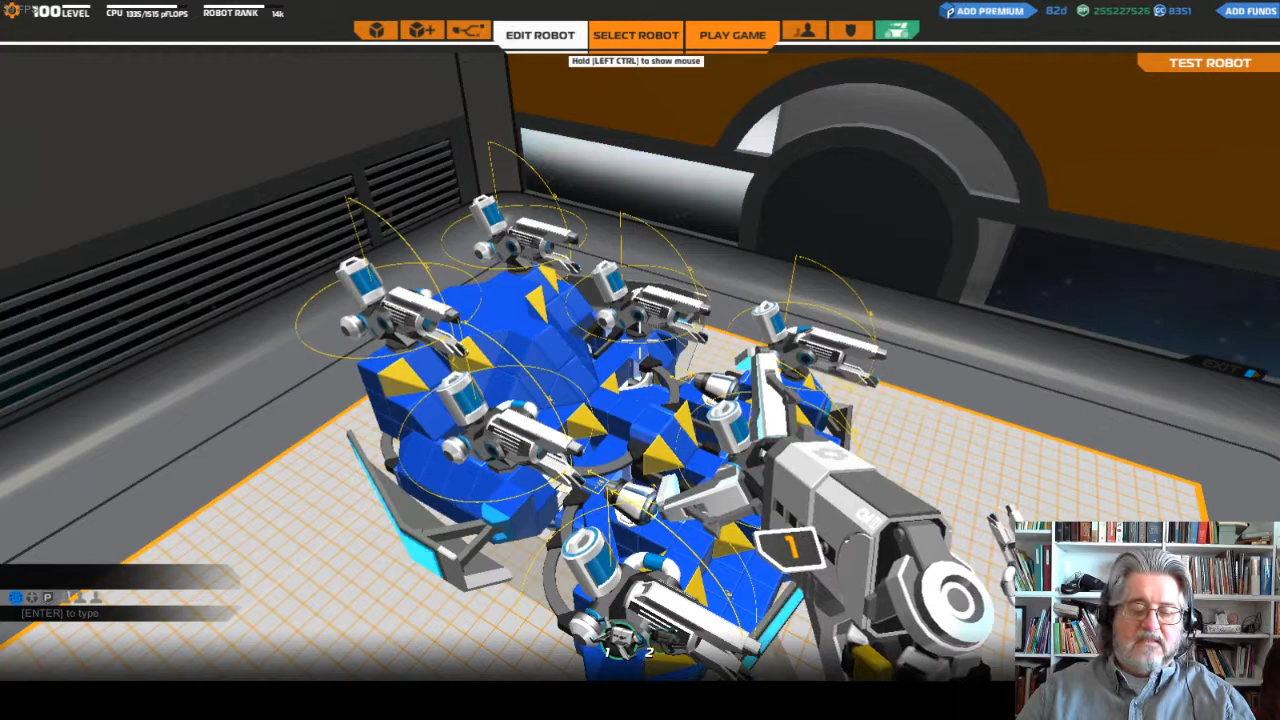 100 LEVEL
CPU 1335/1515 pFLOPS
ROBOT RANK 14k
ADD PREMIUM
82d
255227526
8351
ADD FUNDS
EDIT ROBOT
SELECT ROBOT
PLAY GAME
Hold [LEFT CTRL] to show mouse
TEST ROBOT
EXIT
1
P
[ENTER] to type
1 2